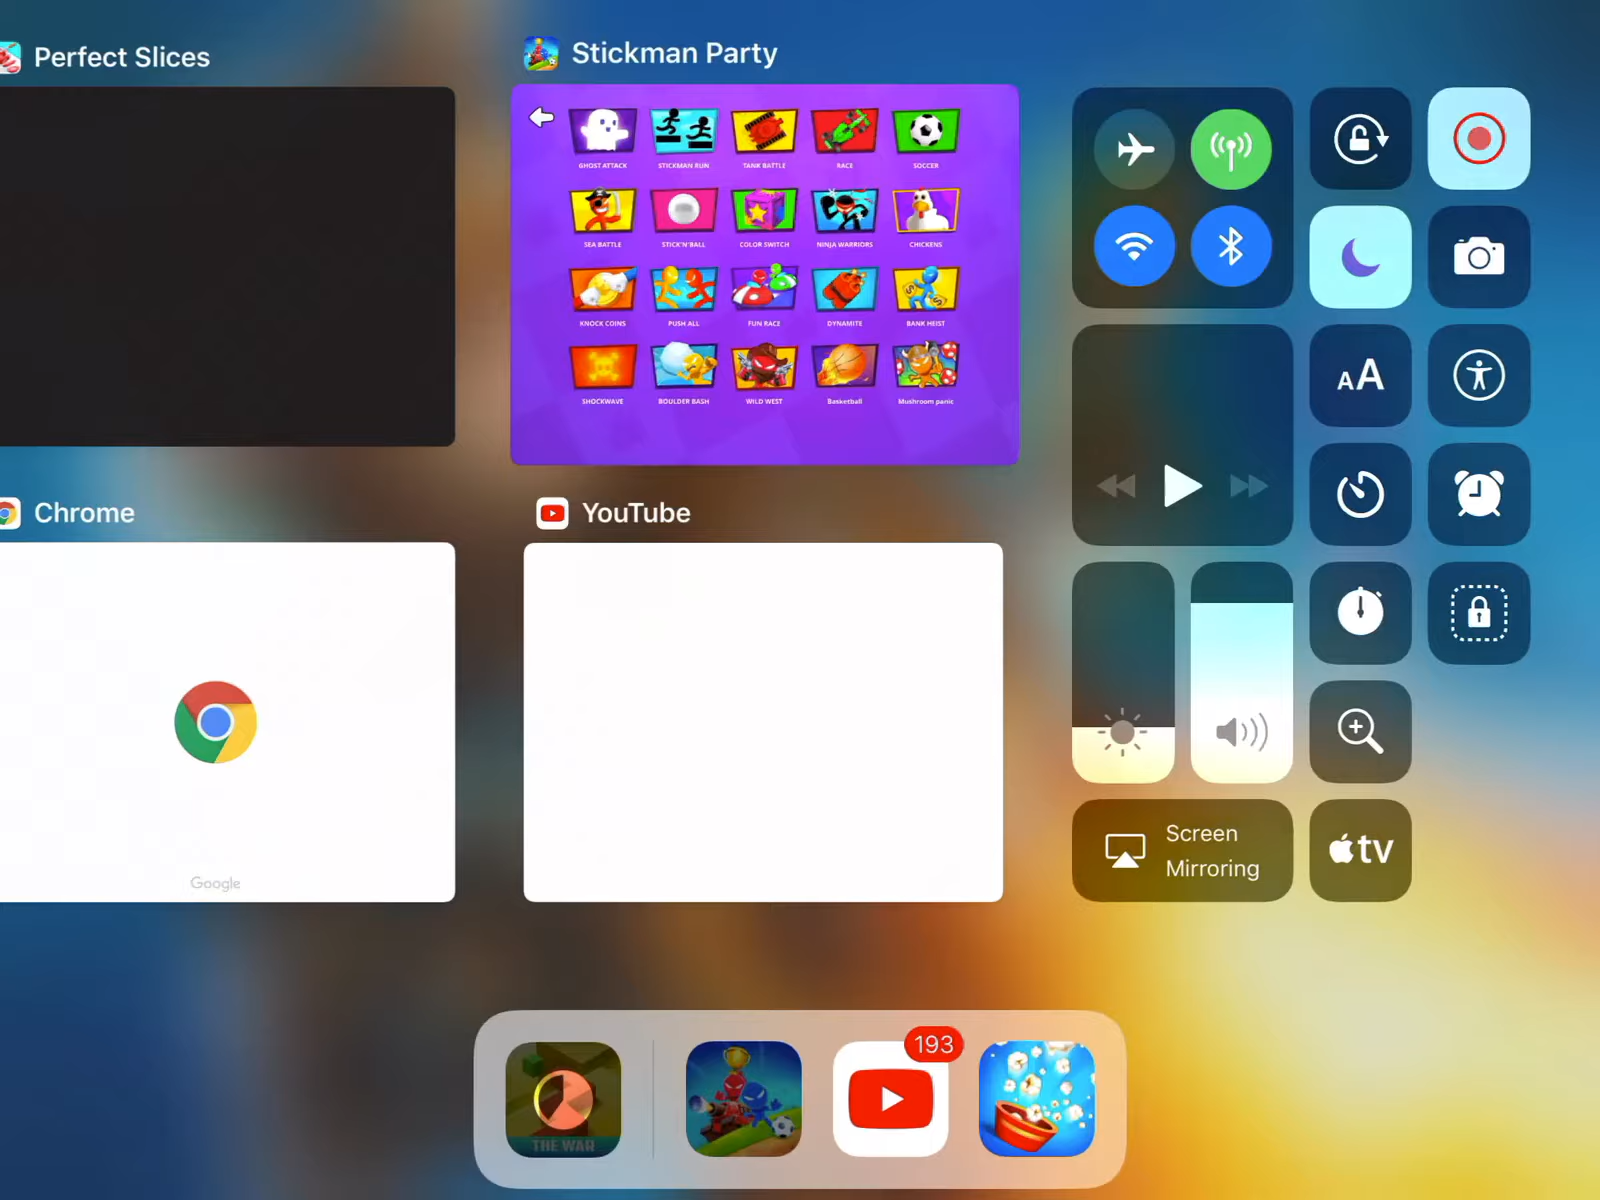 Perfect Slices
Stickman Party
GHOST ATTACK
STICKMAN RUN
TANK BATTLE
RACE
SOCCER
SEA BATTLE
STICK'N'BALL
COLOR SWITCH
NINJA WARRIORS
CHICKENS
KNOCK COINS
PUSH ALL
FUN RACE
DYNAMITE
BANK HEIST
SHOCKWAVE
BOULDER BASH
WILD WEST
Basketball
Mushroom panic
Chrome
YouTube
Google
AA
Screen
Mirroring
tv
THE WAR
193